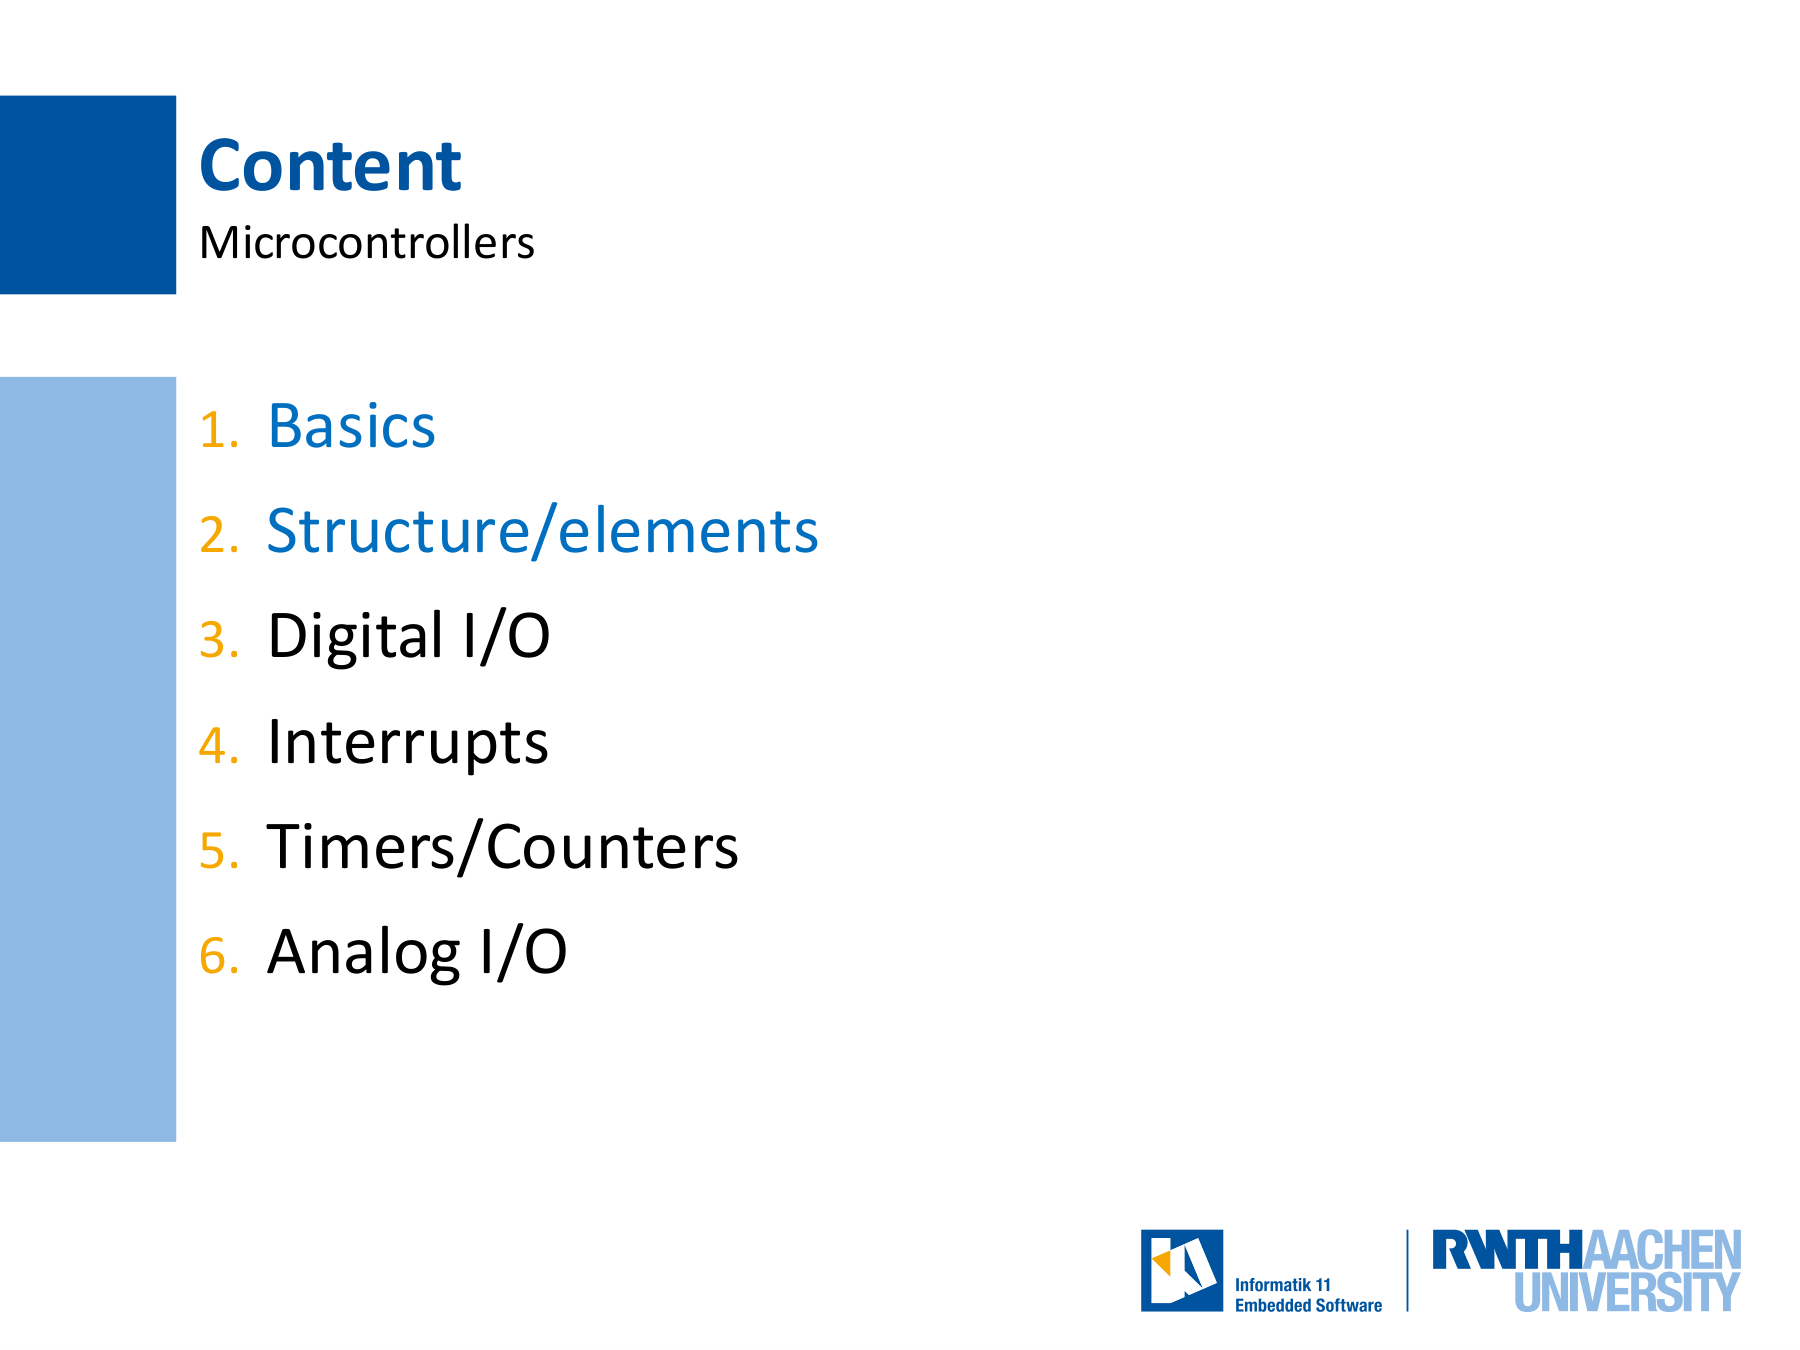 Content
Microcontrollers
1. Basics
2. Structure/elements
3. Digital I/O
4. Interrupts
5. Timers/Counters
6. Analog I/O
Informatik 11
Embedded Software
RWTHAACHEN
UNIVERSITY